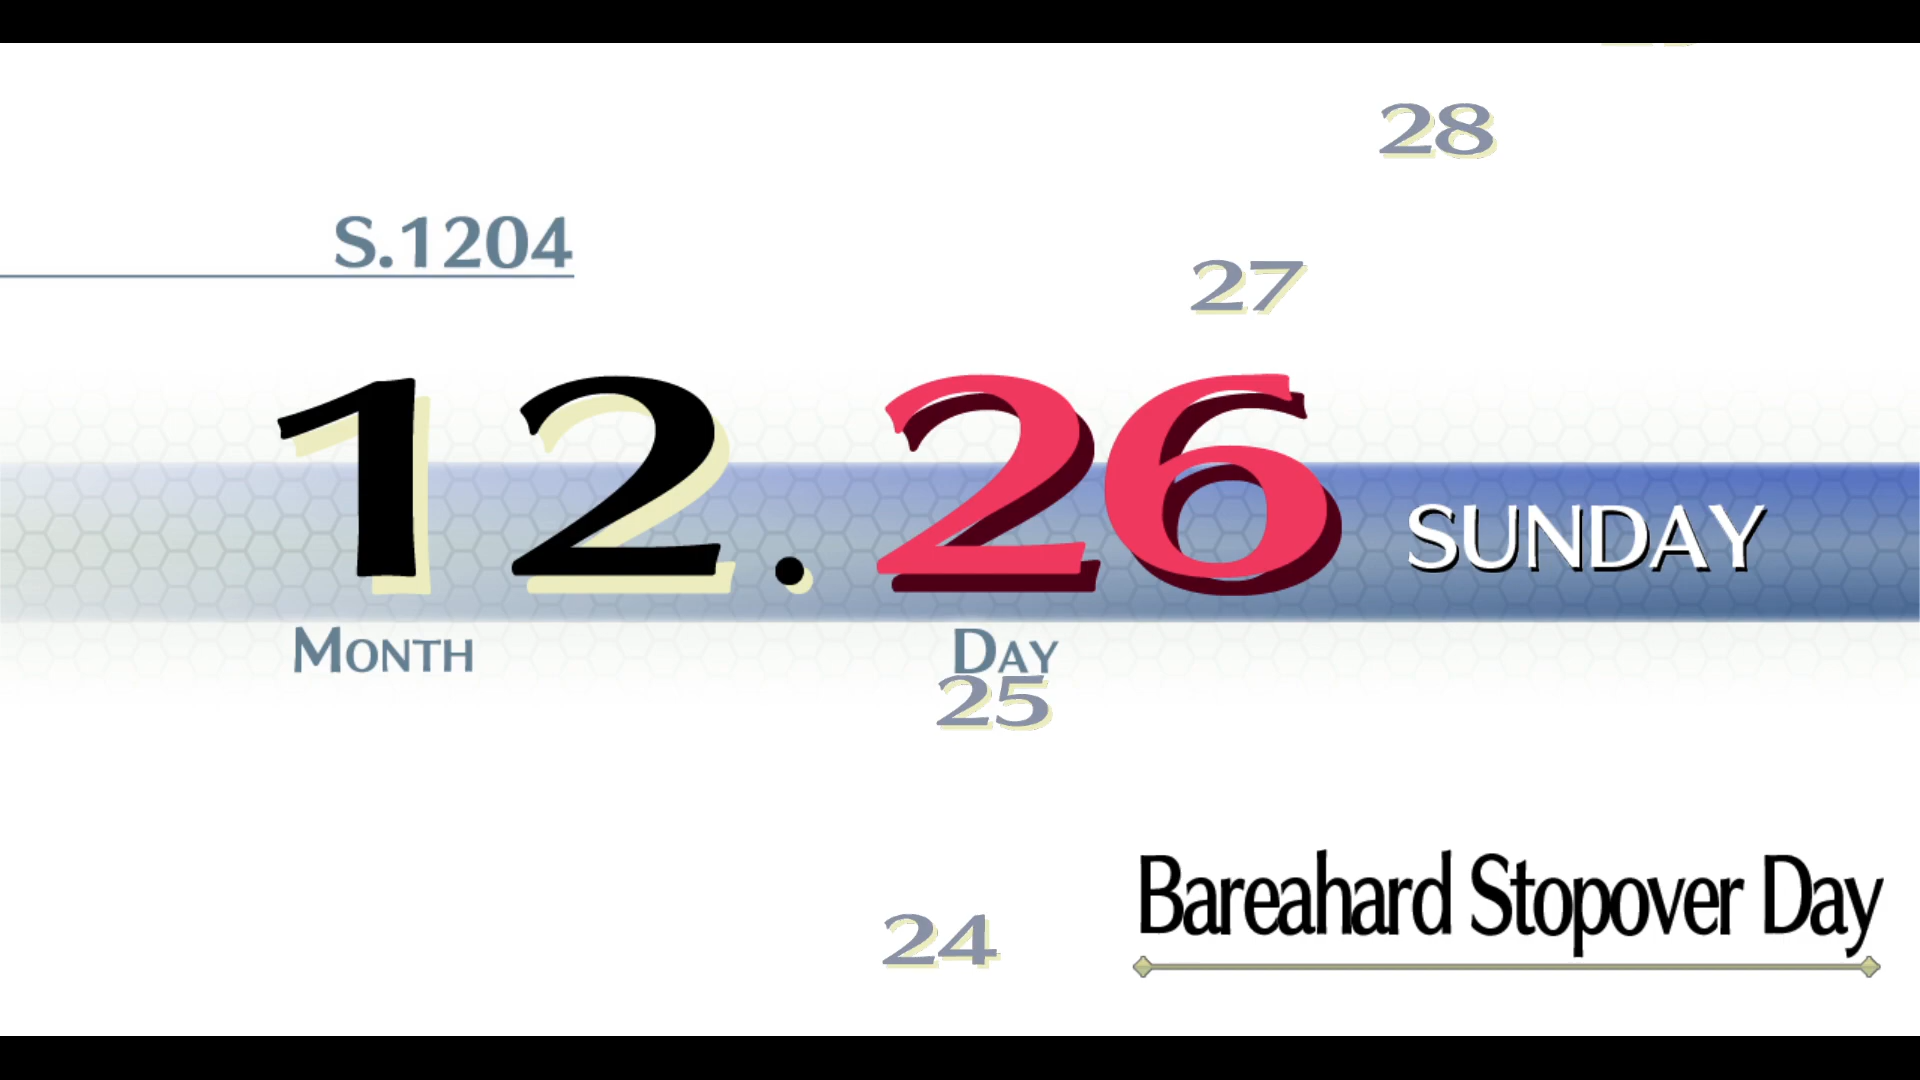 28
S.1204
27
12.26 SUNDAY
MONTH DAY
25
Bareahard Stopover Day
24